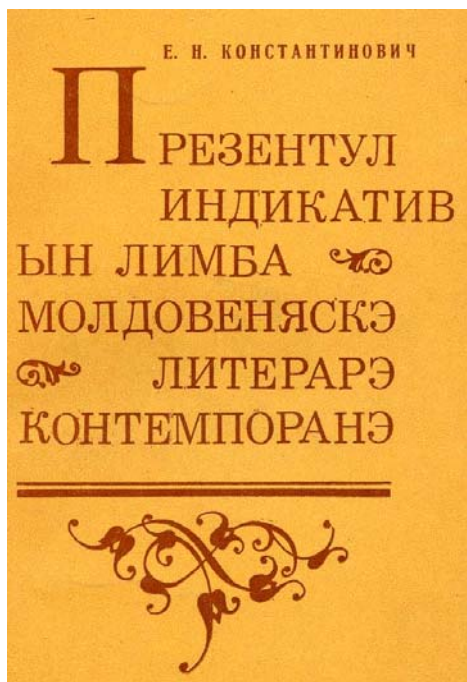 Е. Н. КОНСТАНТИНОВИЧ
ПРЕЗЕНТУЛ
ИНДИКАТИВ
ЫН ЛИМБА
МОЛДОВЕНЯСКЭ
ЛИТЕРАРЭ
КОНТЕМПОРАНЭ